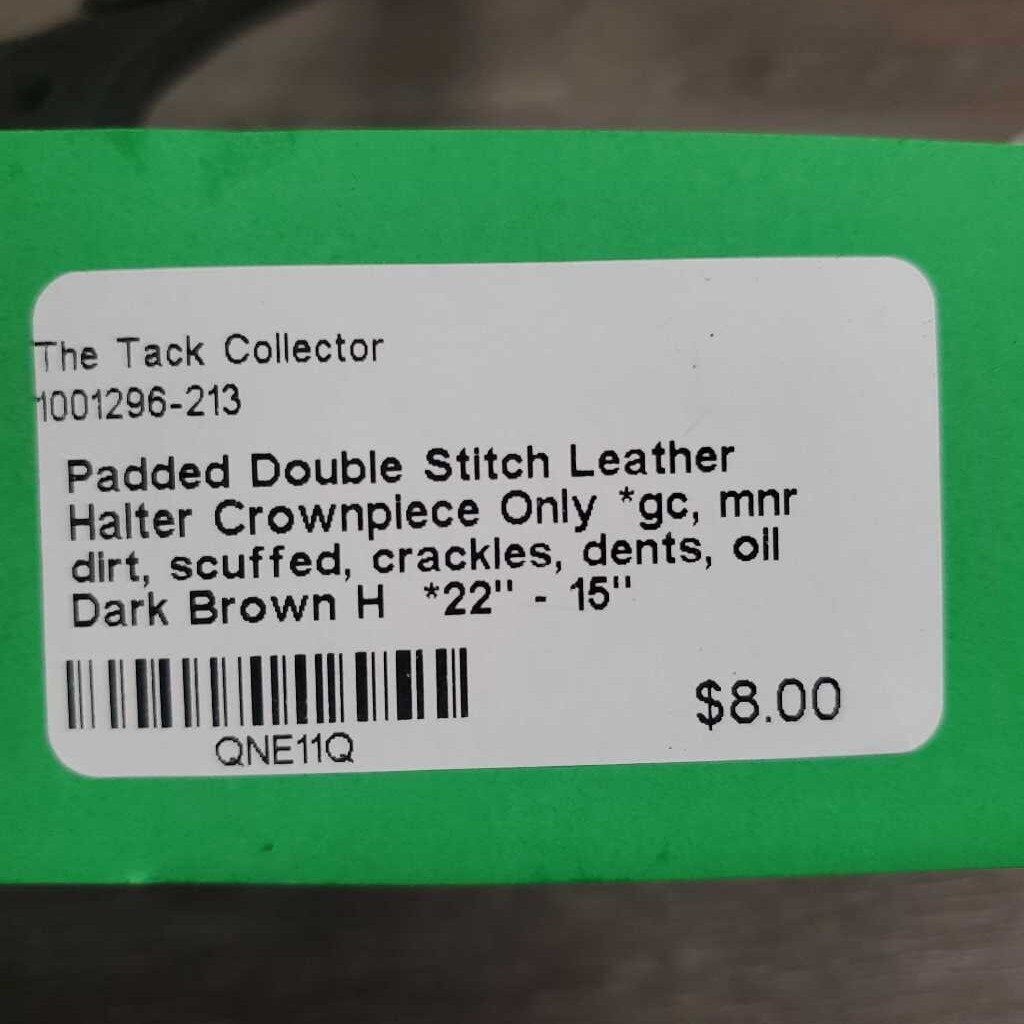 The Tack Collector
1001296-213
Padded Double Stitch Leather
Halter Crownpiece Only *gc, mnr
dirt, scuffed, crackles, dents, oil
Dark Brown H *22" - 15"
$8.00
QNE11Q